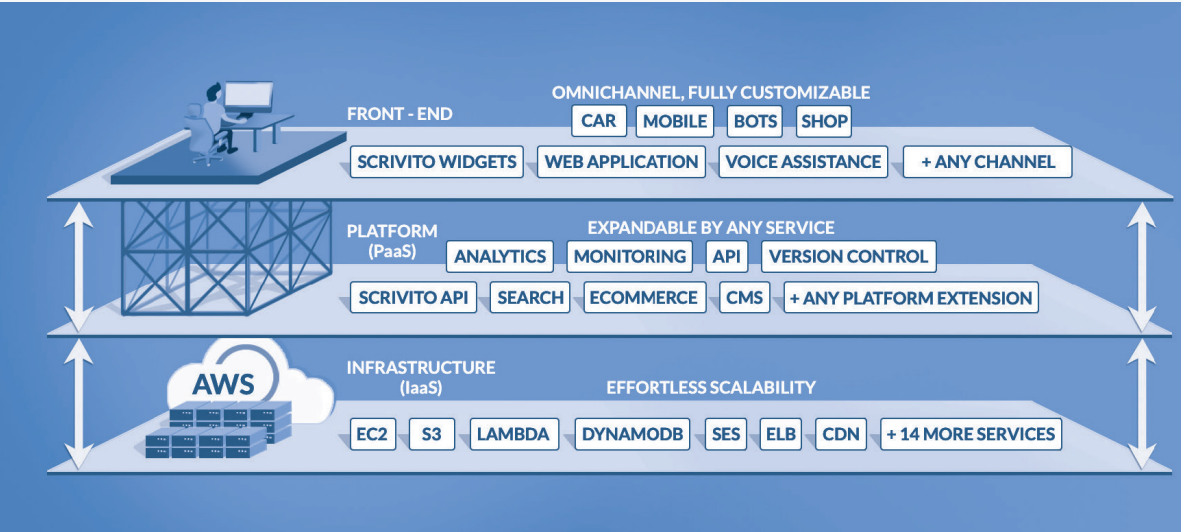 OMNICHANNEL, FULLY CUSTOMIZABLE
FRONT - END
CAR MOBILE BOTS SHOP
SCRIVITO WIDGETS WEB APPLICATION VOICE ASSISTANCE + ANY CHANNEL
PLATFORM
(PaaS)
EXPANDABLE BY ANY SERVICE
ANALYTICS MONITORING API VERSION CONTROL
SCRIVITO API SEARCH ECOMMERCE CMS + ANY PLATFORM EXTENSION
AWS
INFRASTRUCTURE
(IaaS)
EFFORTLESS SCALABILITY
EC2 S3 LAMBDA DYNAMODB SES ELB CDN + 14 MORE SERVICES